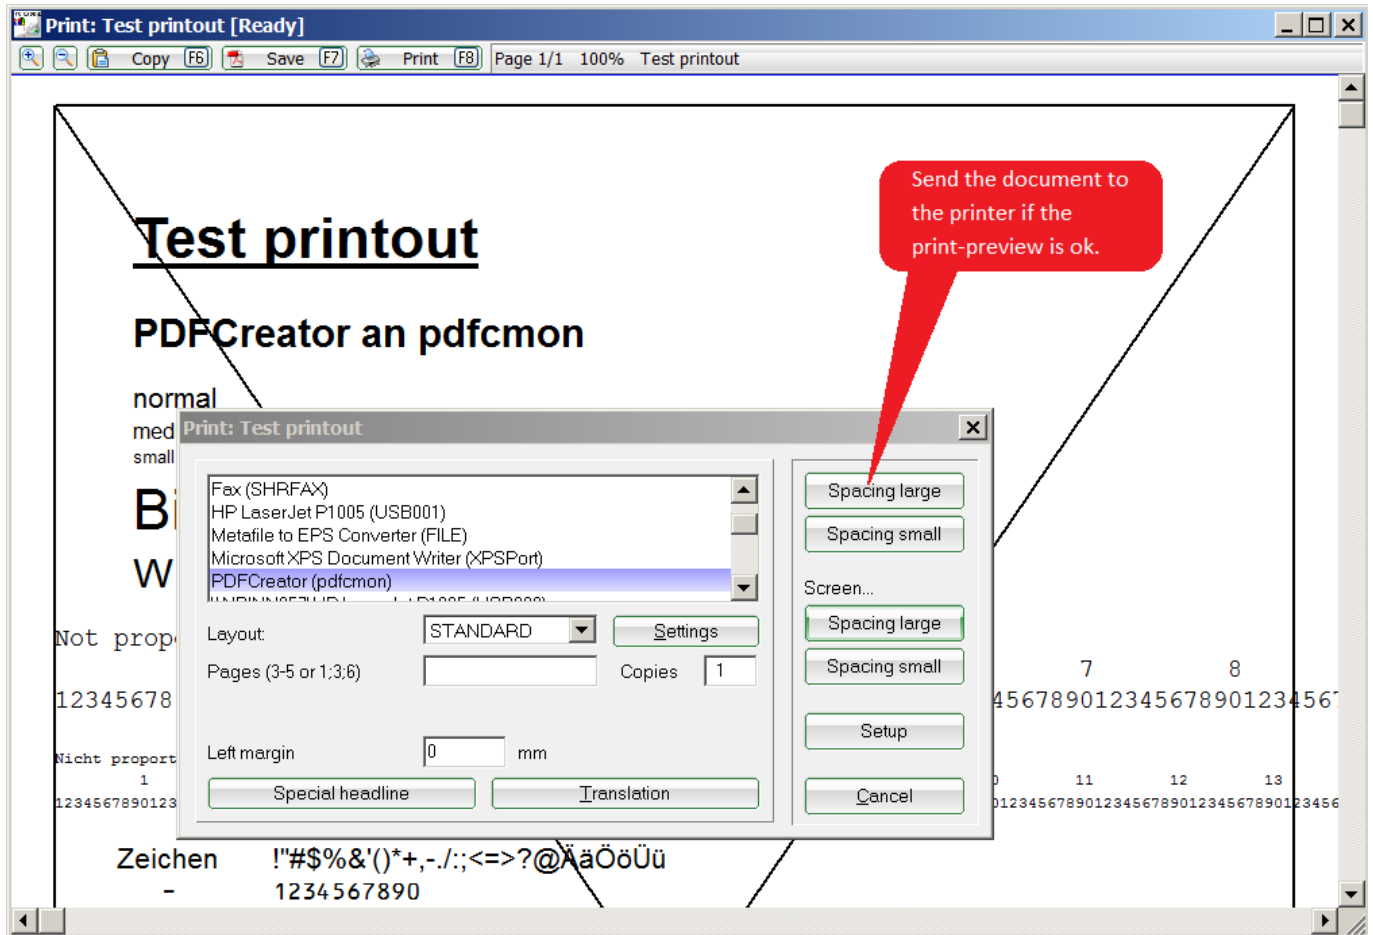 Print: Test printout [Ready]
Copy F6 Save F7 Print F8 Page 1/1 100% Test printout
Send the document to
the printer if the
print-preview is ok.
Test printout
PDFCreator an pdfcmon
normal
med
small
Bi
W
Not prop
7 8
12345678
456789012345678901234567
Nicht proport
1
11 12 13
1234567890123
Print: Test printout
Fax (SHRFAX)
HP LaserJet P1005 (USB001)
Metafile to EPS Converter (FILE)
Microsoft XPS Document Writer (XPSPort)
PDFCreator (pdfcmon)
Layout: STANDARD Settings
Pages (3-5 or 1;3;6) Copies 1
Left margin 0 mm
Special headline Translation
Spacing large
Spacing small
Screen...
Spacing large
Spacing small
Setup
Cancel
Zeichen !"#$%&'()*+,-./:;<=>?@ÄäÖöÜü
- 1234567890